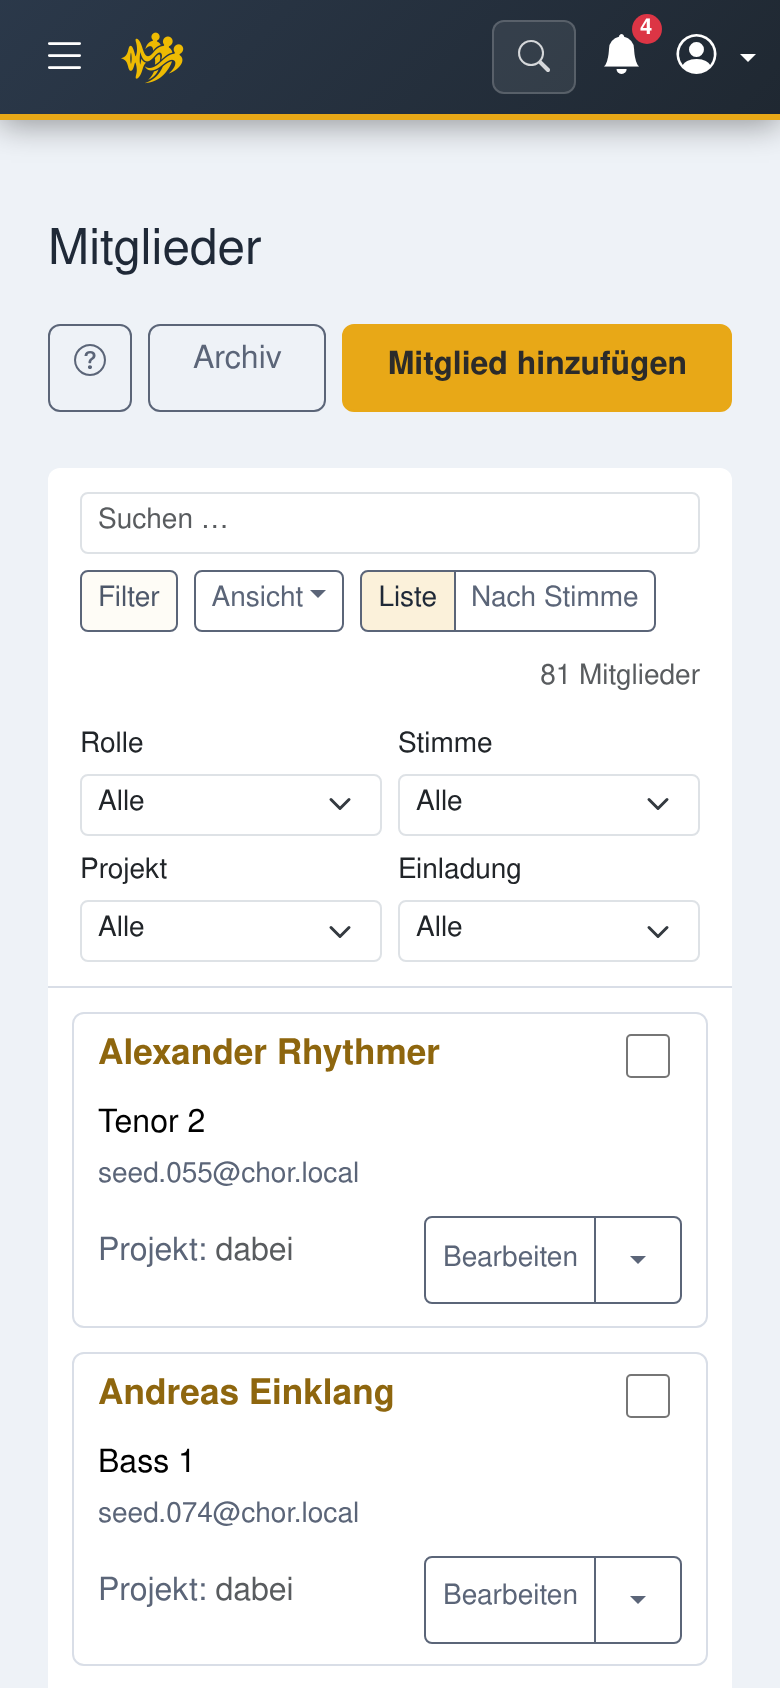 4
Mitglieder
?
Archiv
Mitglied hinzufügen
Suchen …
Filter
Ansicht
Liste
Nach Stimme
81 Mitglieder
Rolle
Stimme
Alle
Alle
Projekt
Einladung
Alle
Alle
Alexander Rhythmer
Tenor 2
seed.055@chor.local
Projekt: dabei
Bearbeiten
Andreas Einklang
Bass 1
seed.074@chor.local
Projekt: dabei
Bearbeiten